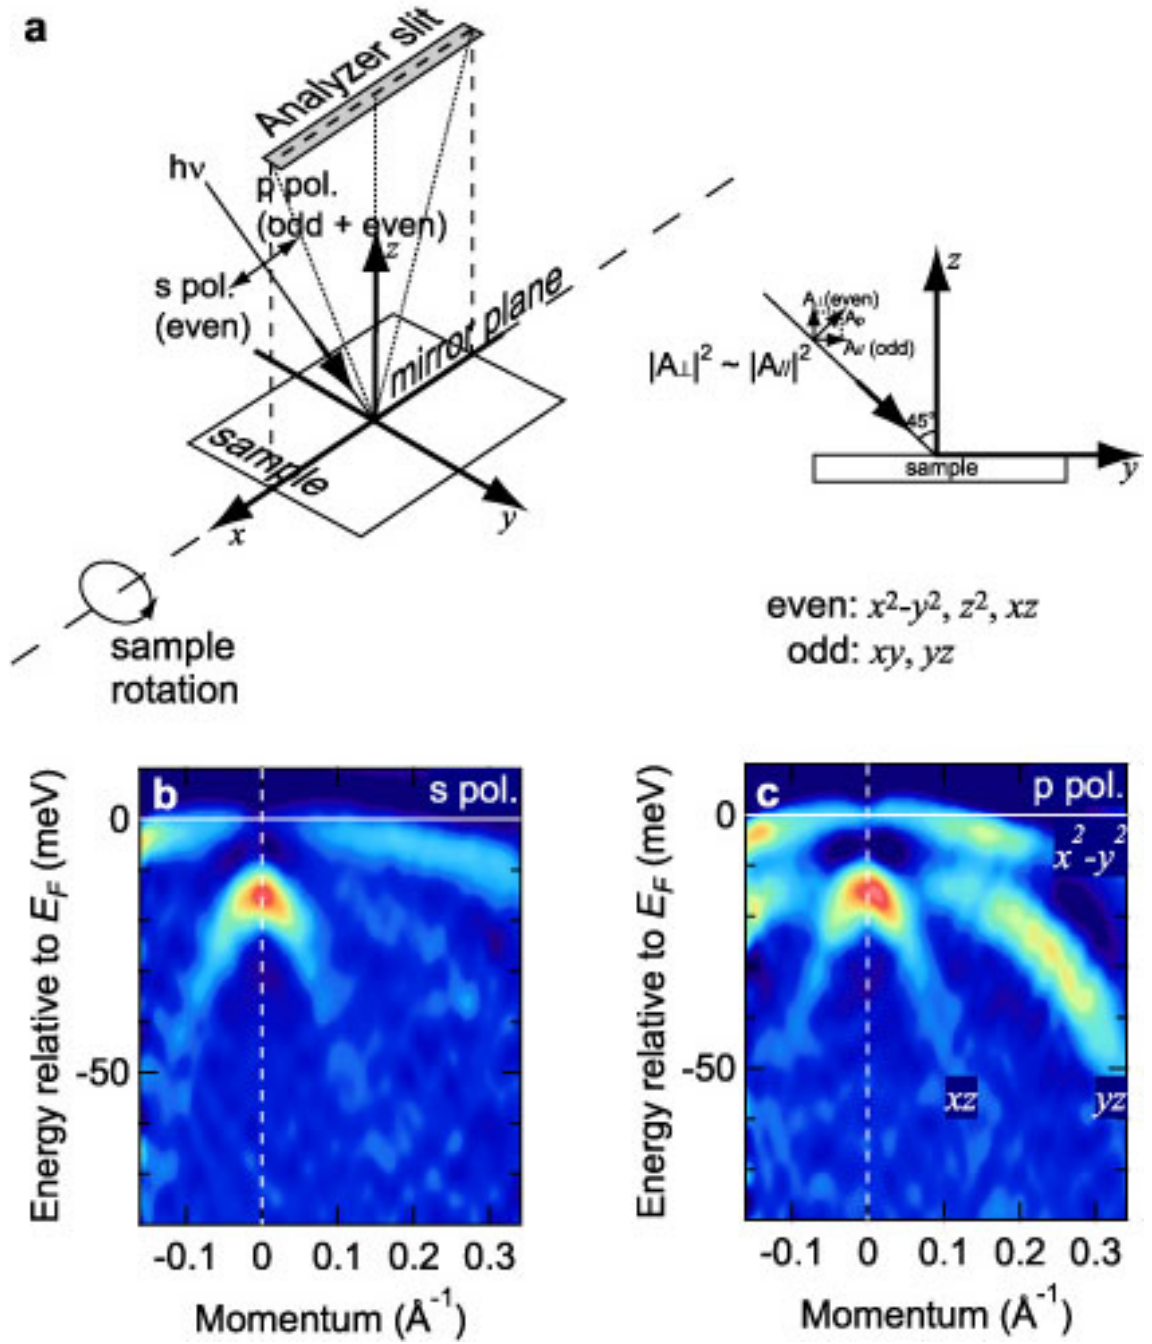 a
Analyzer slit
hν
p pol.
(odd + even)
s pol.
(even)
z
mirror plane
sample
x
y
sample
rotation
z
A⊥(even)
Ap
A// (odd)
|A⊥|² ~ |A//|²
45°
sample
y
even: x²-y², z², xz
odd: xy, yz
b
s pol.
0
-50
Energy relative to E_F (meV)
-0.1 0 0.1 0.2 0.3
Momentum (Å⁻¹)
c
p pol.
x²-y²
0
-50
xz
yz
Energy relative to E_F (meV)
-0.1 0 0.1 0.2 0.3
Momentum (Å⁻¹)